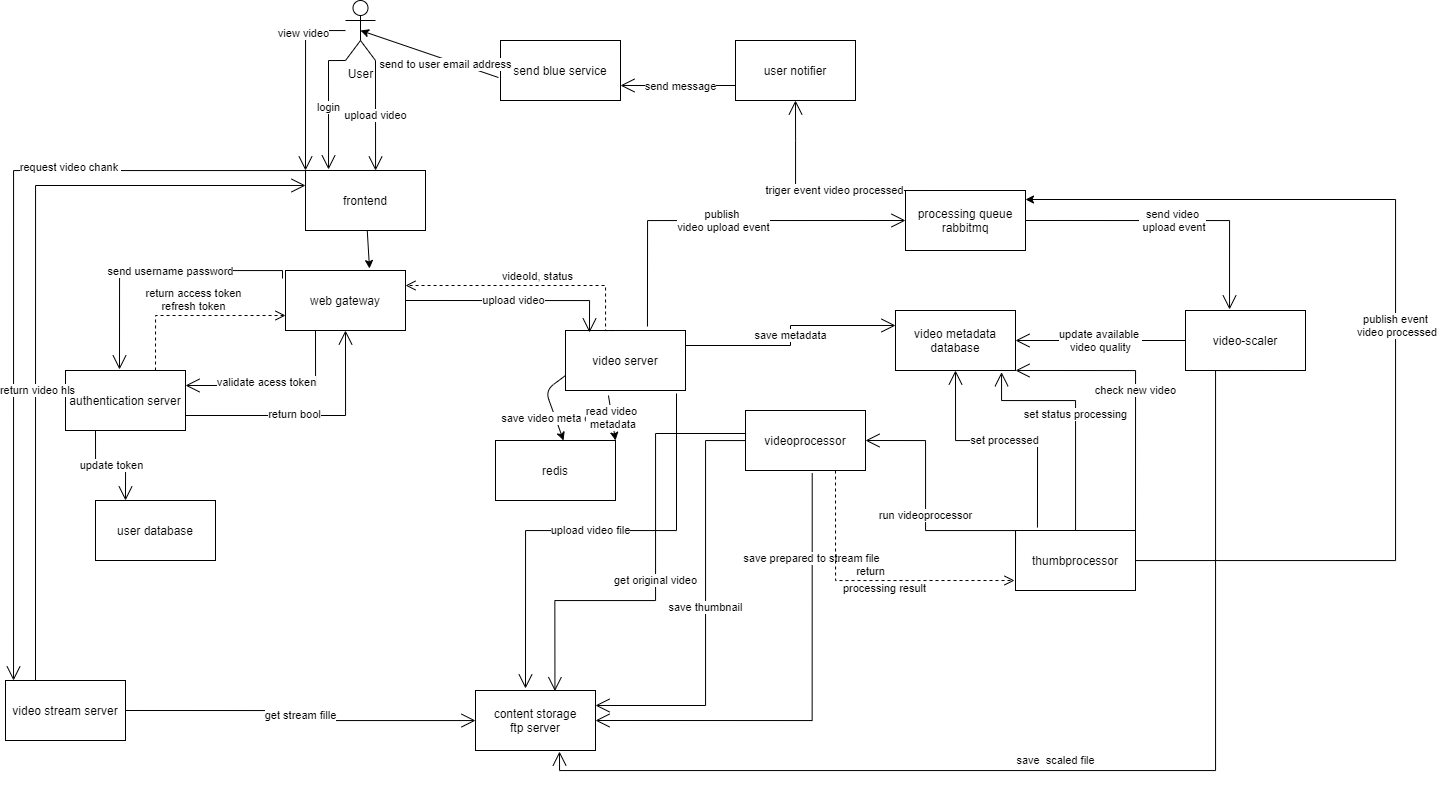 view video
User
send to user email address
send blue service
send message
user notifier
login
upload video
request video chank
frontend
triger event video processed
publish
video upload event
processing queue
rabbitmq
send video
upload event
send username password
return access token
refresh token
web gateway
videoId, status
upload video
video server
save metadata
video metadata
database
update available
video quality
video-scaler
publish event
video processed
return video hls
authentication server
validate acess token
return bool
save video meta
read video
metadata
check new video
set status processing
set processed
videoprocessor
redis
update token
user database
upload video file
run videoprocessor
save prepared to stream file
return
processing result
thumbprocessor
get original video
save thumbnail
video stream server
get stream fille
content storage
ftp server
save  scaled file